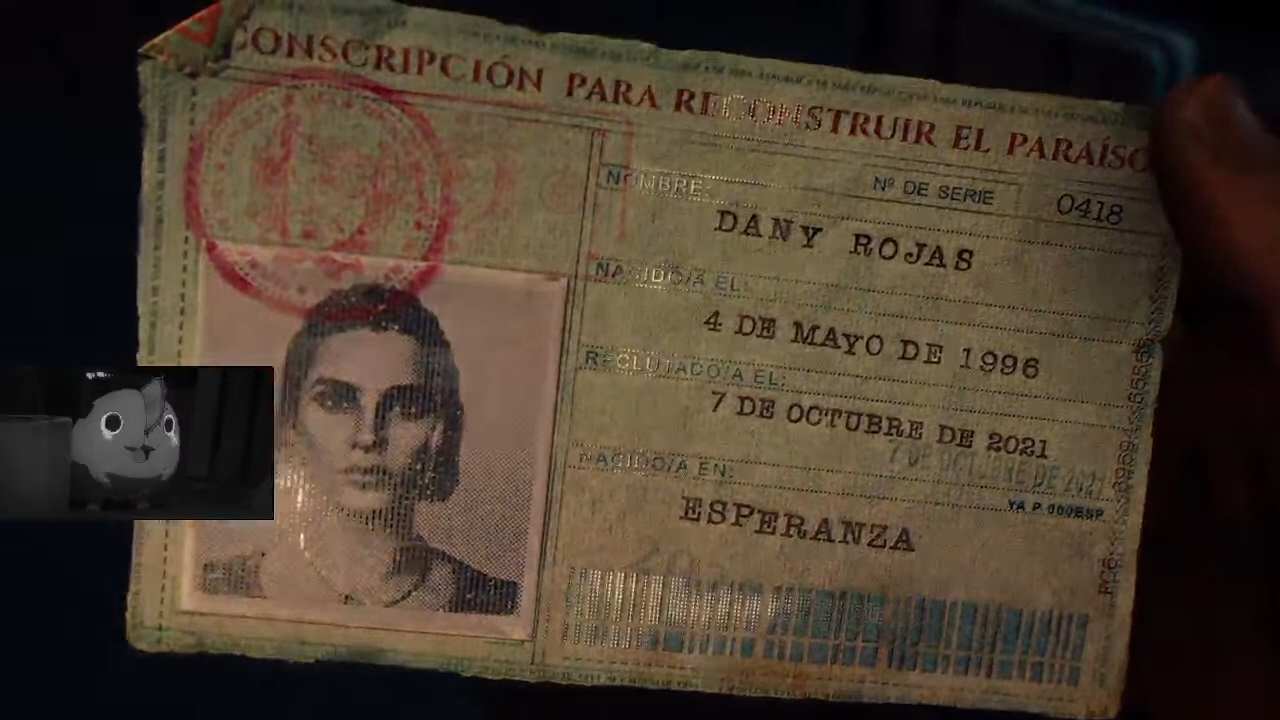 CONSCRIPCIÓN PARA RECONSTRUIR EL PARAÍSO
Nº DE SERIE 0418
NOMBRE:
DANY ROJAS
NACIDO/A EL:
4 DE MAYO DE 1996
RECLUTADO/A EL:
7 DE OCTUBRE DE 2021
7 DE OCTUBRE DE 2021
NACIDO/A EN:
ESPERANZA